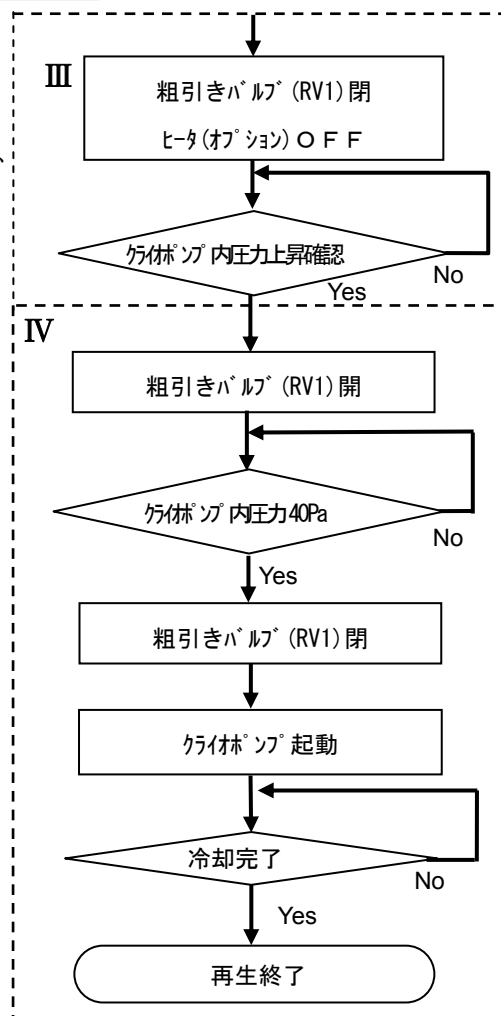 Ⅲ
粗引きﾊﾞﾙﾌﾞ(RV1)閉
ﾋｰﾀ(ｵﾌﾟｼｮﾝ)ＯＦＦ
ｸﾗｲｵﾎﾟﾝﾌﾟ内圧力上昇確認
No
Yes
Ⅳ
粗引きﾊﾞﾙﾌﾞ(RV1)開
ｸﾗｲｵﾎﾟﾝﾌﾟ内圧力40Pa
No
Yes
粗引きﾊﾞﾙﾌﾞ(RV1)閉
ｸﾗｲｵﾎﾟﾝﾌﾟ起動
冷却完了
No
Yes
再生終了